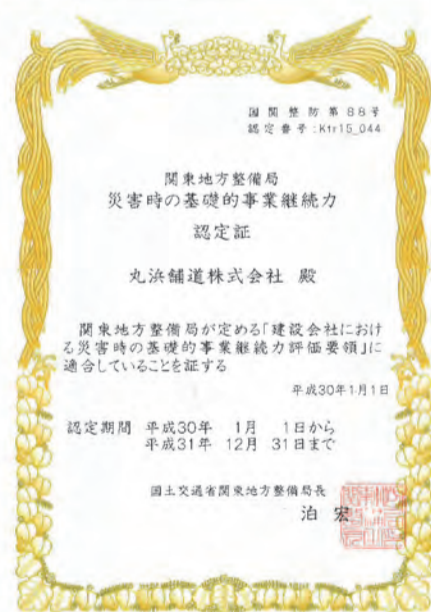 国関整防第88号
認定番号:Ktr15_044
関東地方整備局
災害時の基礎的事業継続力
認定証
丸浜舗道株式会社 殿
関東地方整備局が定める「建設会社におけ
る災害時の基礎的事業継続力評価要領」に
適合していることを証する
平成30年1月1日
認定期間 平成30年 1月 1日から
平成31年 12月 31日まで
国土交通省関東地方整備局長
泊 宏